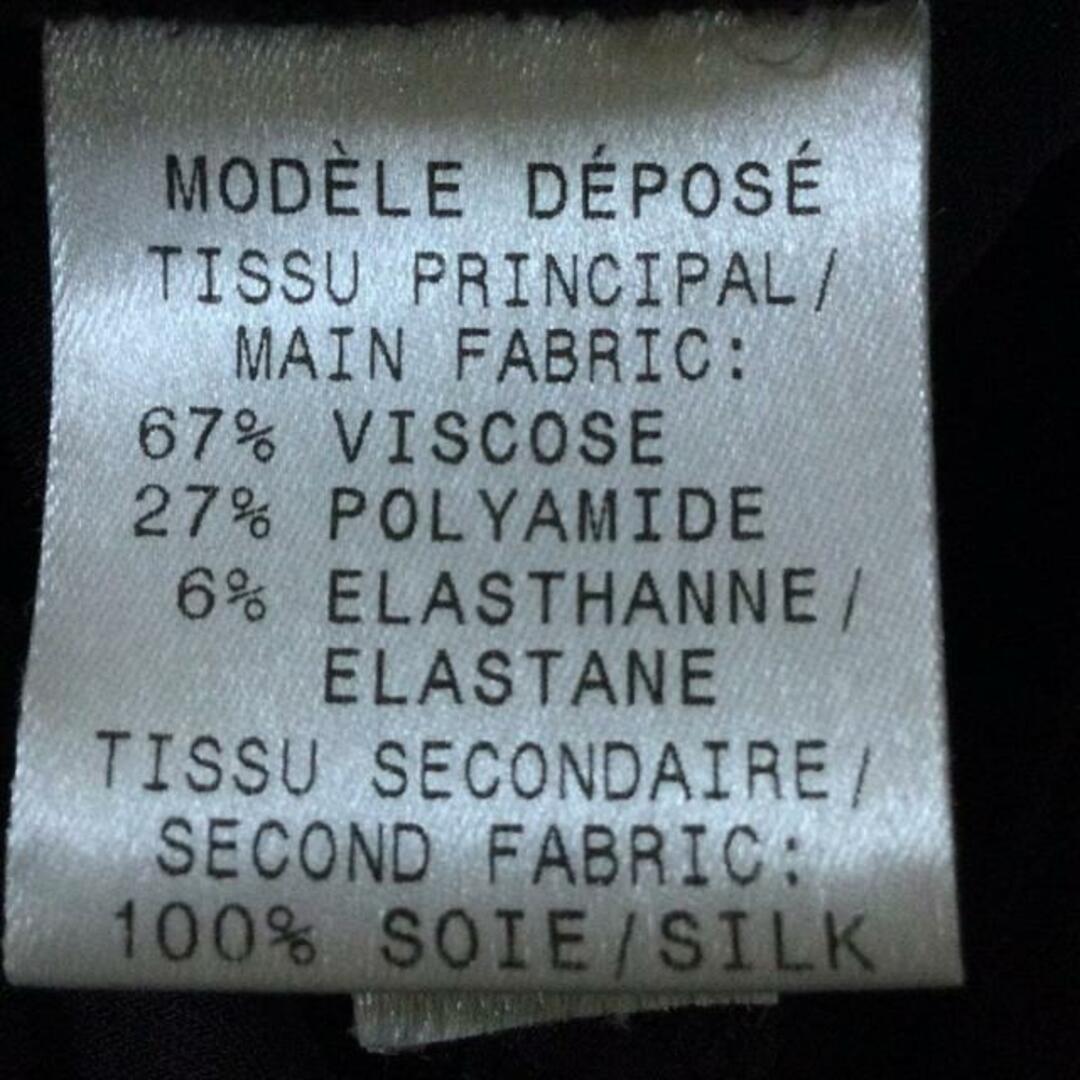 MODÈLE DÉPOSÉ
TISSU PRINCIPAL/
MAIN FABRIC:
67% VISCOSE
27% POLYAMIDE
6% ELASTHANNE/
ELASTANE
TISSU SECONDAIRE/
SECOND FABRIC:
100% SOIE/SILK